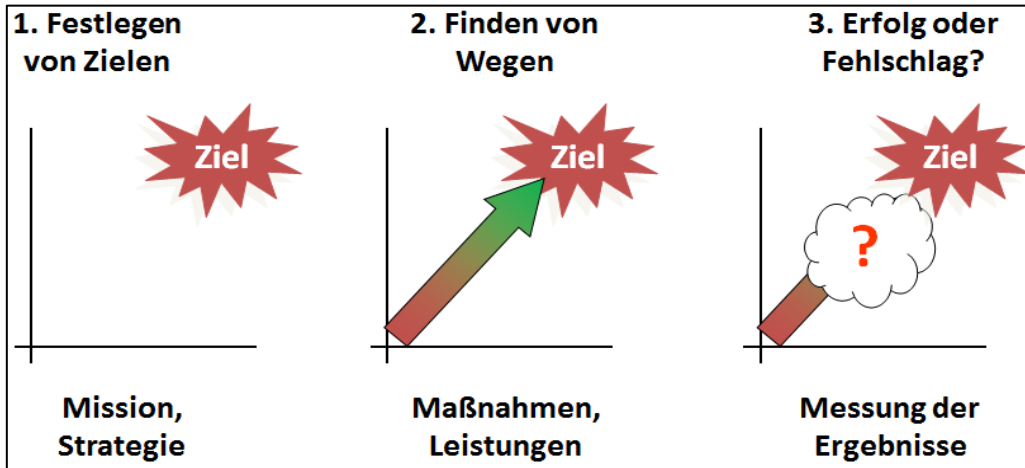 1. Festlegen
von Zielen
Ziel
Mission,
Strategie
2. Finden von
Wegen
Ziel
Maßnahmen,
Leistungen
3. Erfolg oder
Fehlschlag?
Ziel
?
Messung der
Ergebnisse